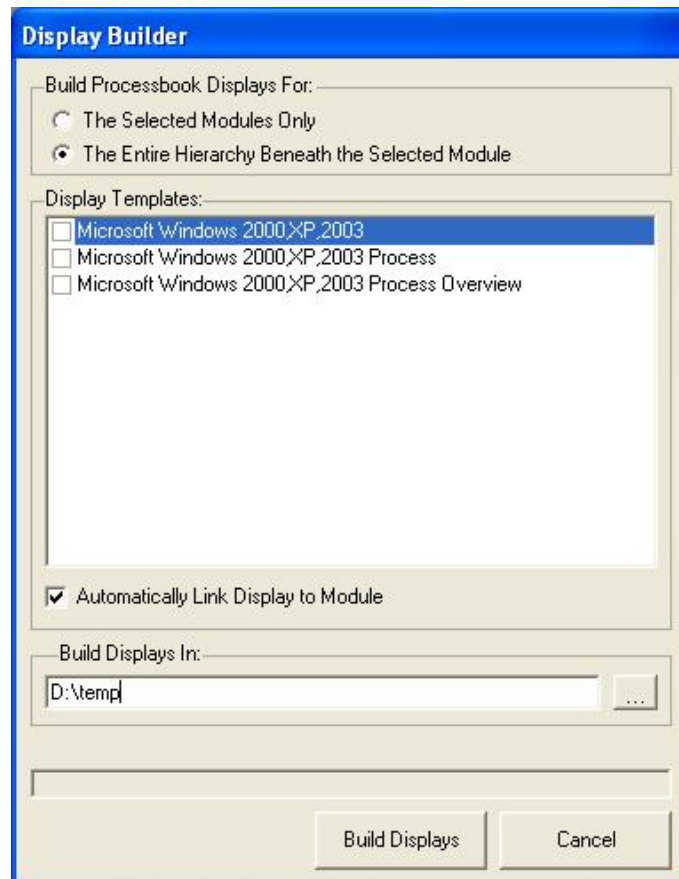 Display Builder
Build Processbook Displays For:
The Selected Modules Only
The Entire Hierarchy Beneath the Selected Module
Display Templates:
Microsoft Windows 2000,XP,2003
Microsoft Windows 2000,XP,2003 Process
Microsoft Windows 2000,XP,2003 Process Overview
Automatically Link Display to Module
Build Displays In:
D:\temp
...
Build Displays
Cancel